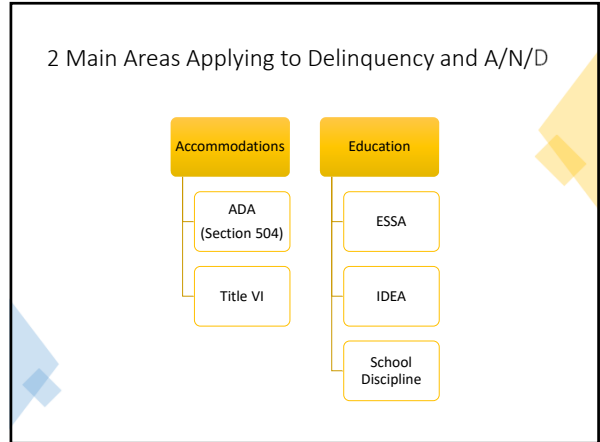 2 Main Areas Applying to Delinquency and A/N/D
Accommodations
ADA
(Section 504)
Title VI
Education
ESSA
IDEA
School
Discipline